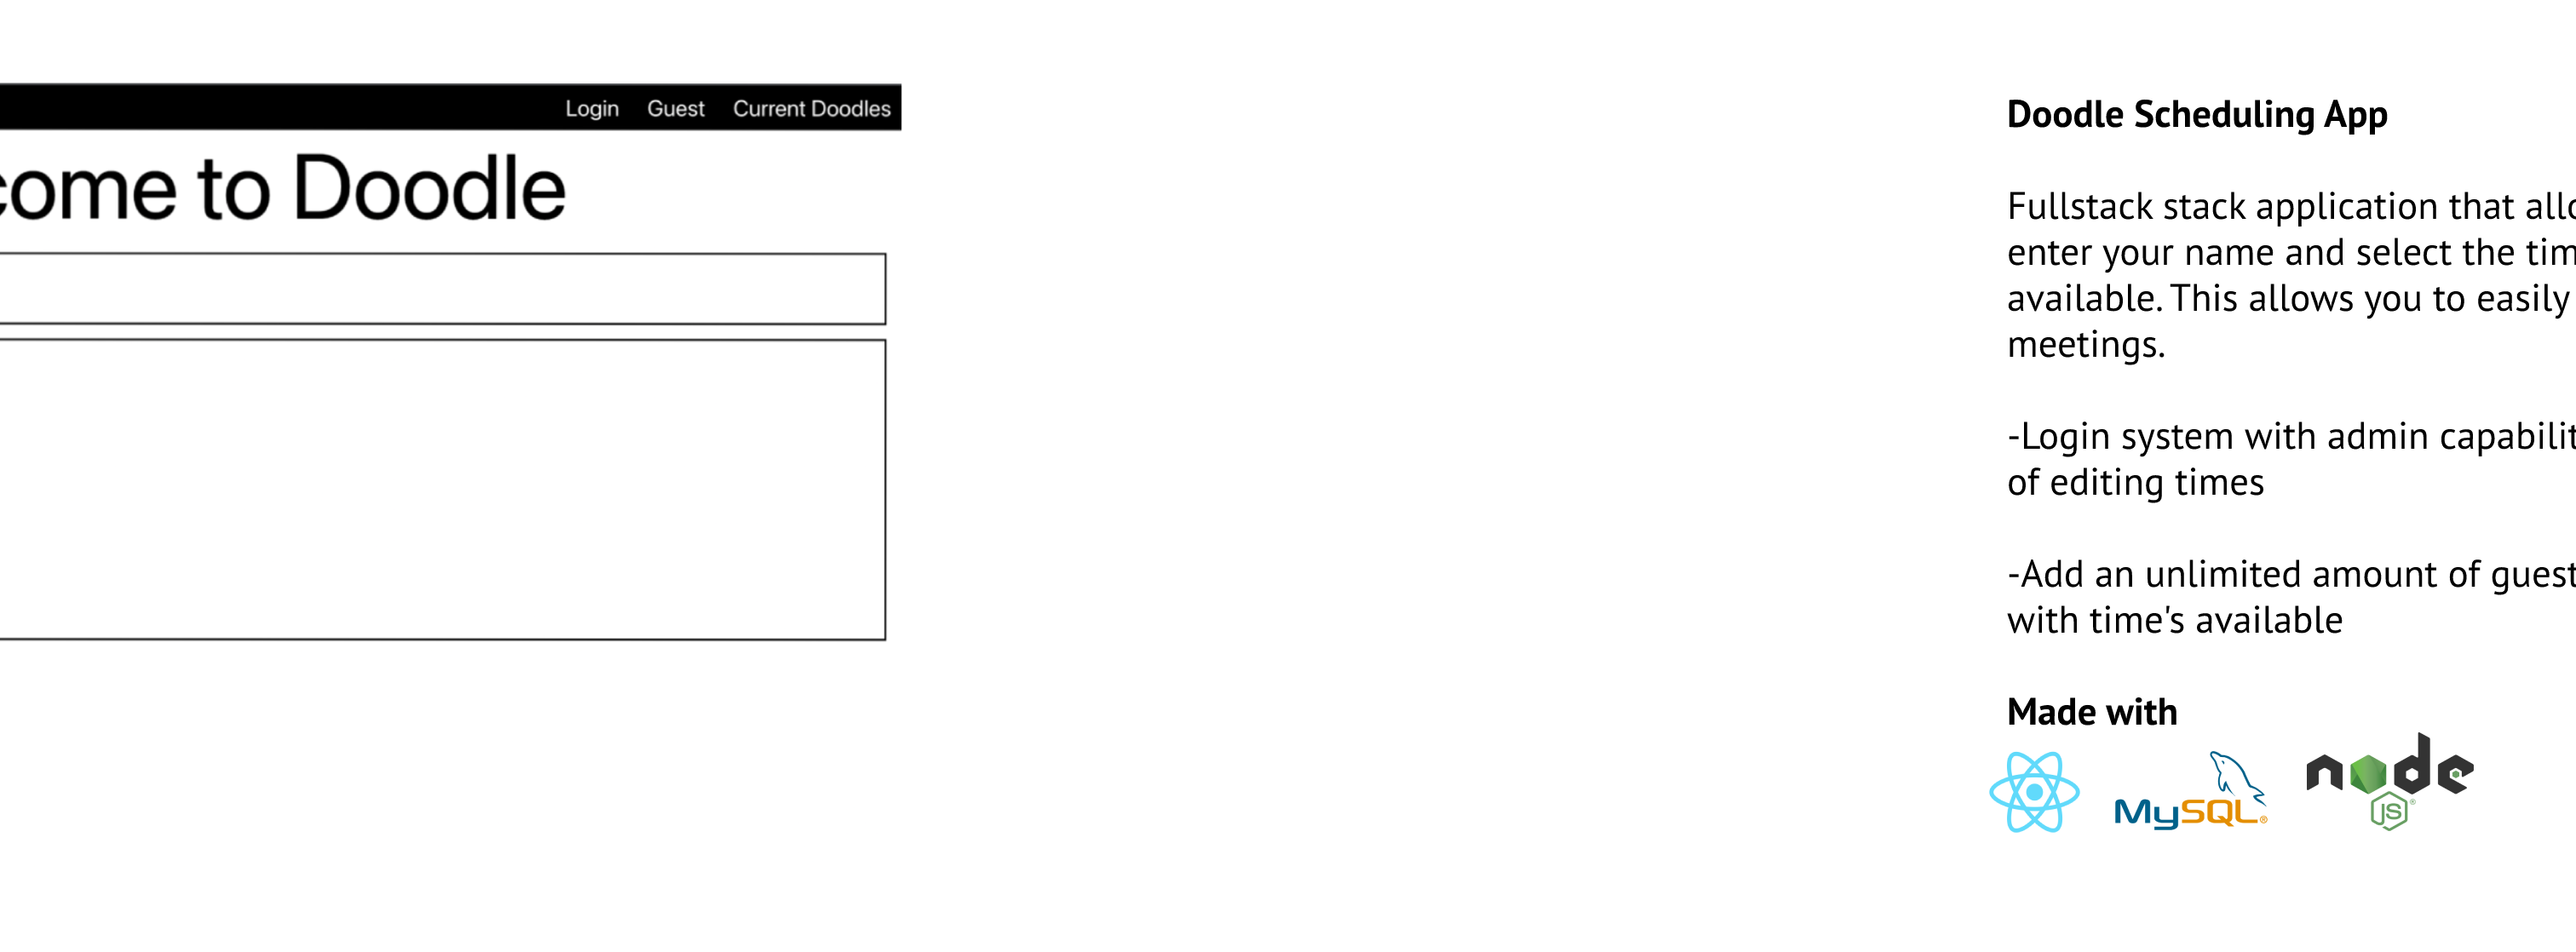 Login Guest Current Doodles
come to Doodle
Doodle Scheduling App
Fullstack stack application that allo
enter your name and select the tim
available. This allows you to easily
meetings.
-Login system with admin capabilit
of editing times
-Add an unlimited amount of guest
with time's available
Made with
MySQL®
node
JS®